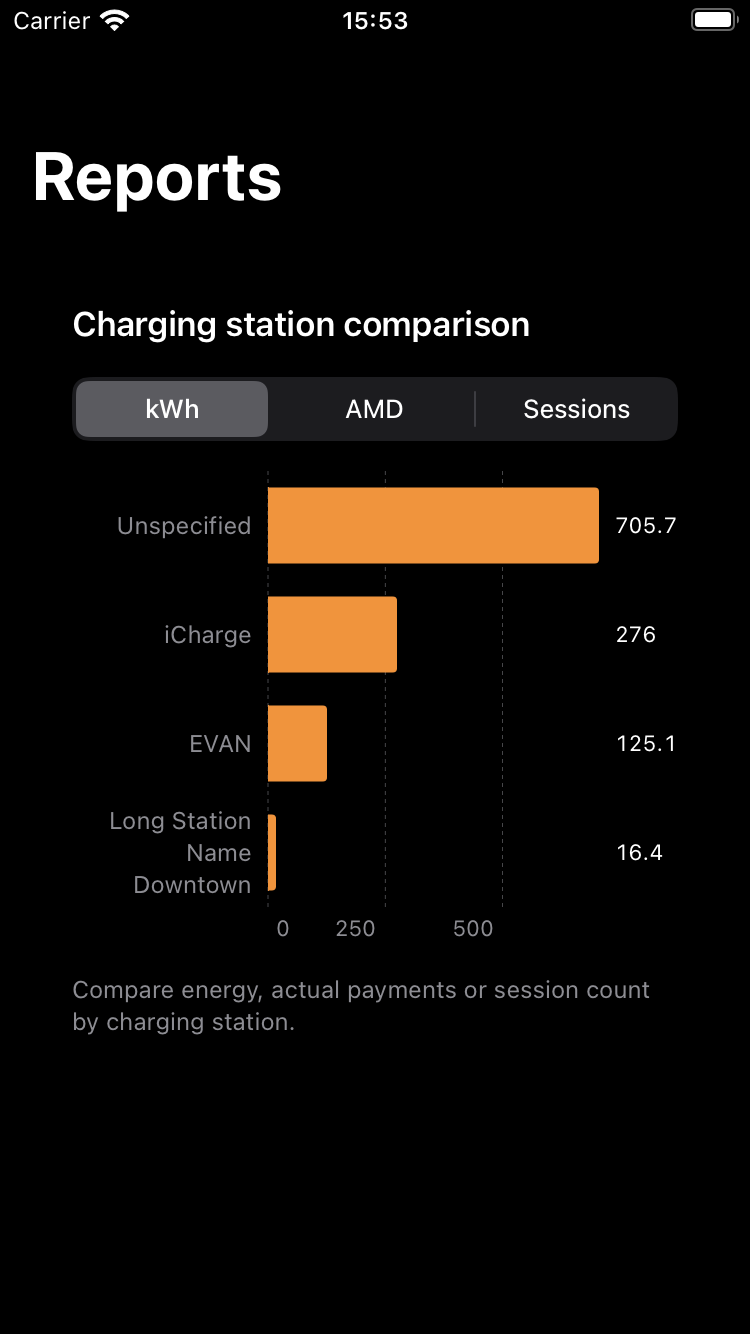 Carrier 15:53
Reports
Charging station comparison
kWh AMD Sessions
Unspecified 705.7
iCharge 276
EVAN 125.1
Long Station
Name 16.4
Downtown
0 250 500
Compare energy, actual payments or session count
by charging station.